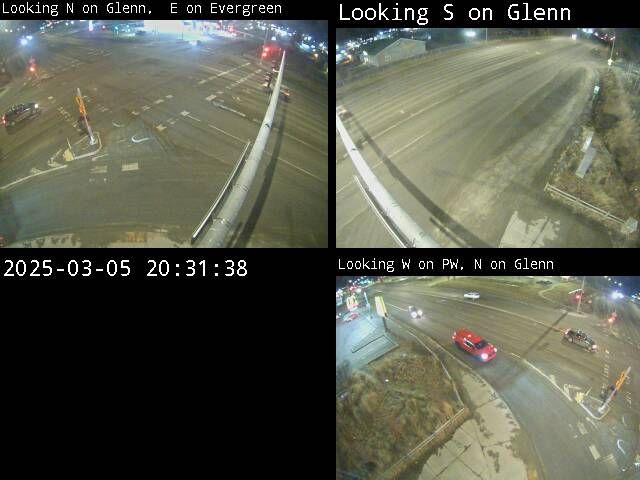 Looking N on Glenn,  E on Evergreen
Looking S on Glenn
2025-03-05 20:31:38
Looking W on PW, N on Glenn